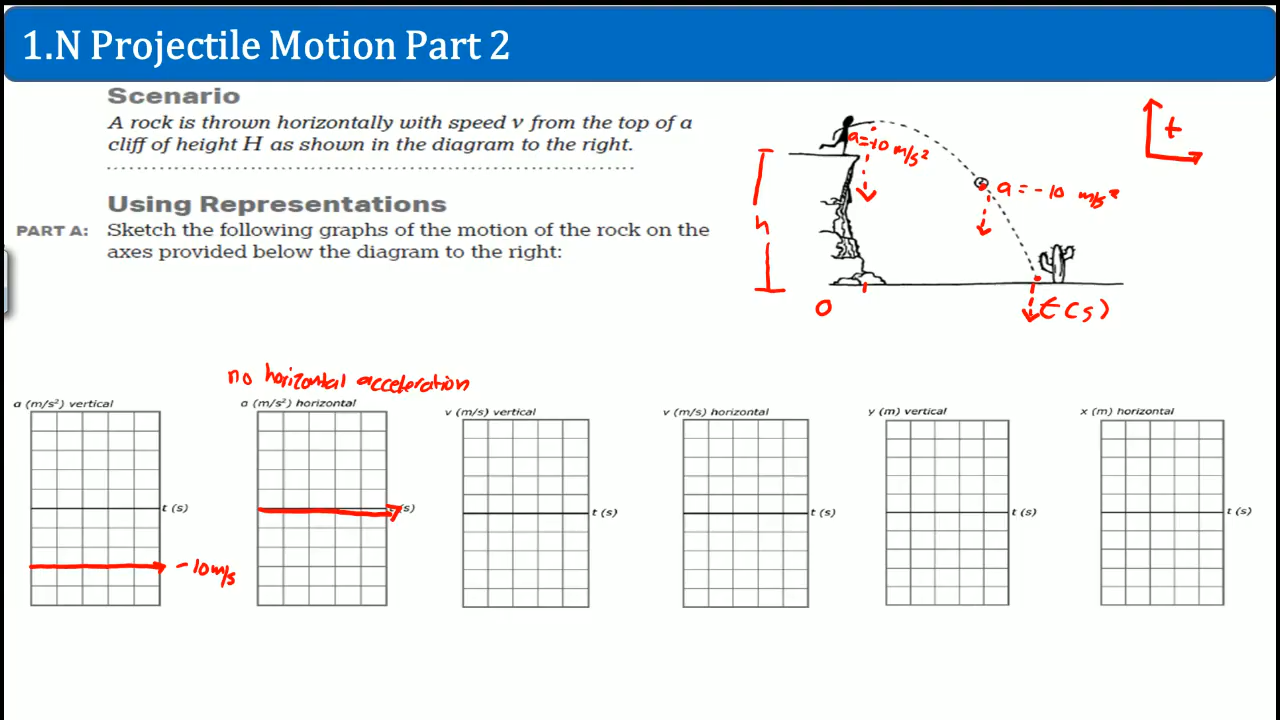 1.N Projectile Motion Part 2
Scenario
A rock is thrown horizontally with speed v from the top of a
cliff of height H as shown in the diagram to the right.
Using Representations
PART A: Sketch the following graphs of the motion of the rock on the
axes provided below the diagram to the right:
t
a=-10 m/s²
a = -10 m/s²
h
0
t(s)
no horizontal acceleration
a (m/s²) vertical
a (m/s²) horizontal
v (m/s) vertical
v (m/s) horizontal
y (m) vertical
x (m) horizontal
t (s)
t (s)
t (s)
t (s)
t (s)
t (s)
-10m/s